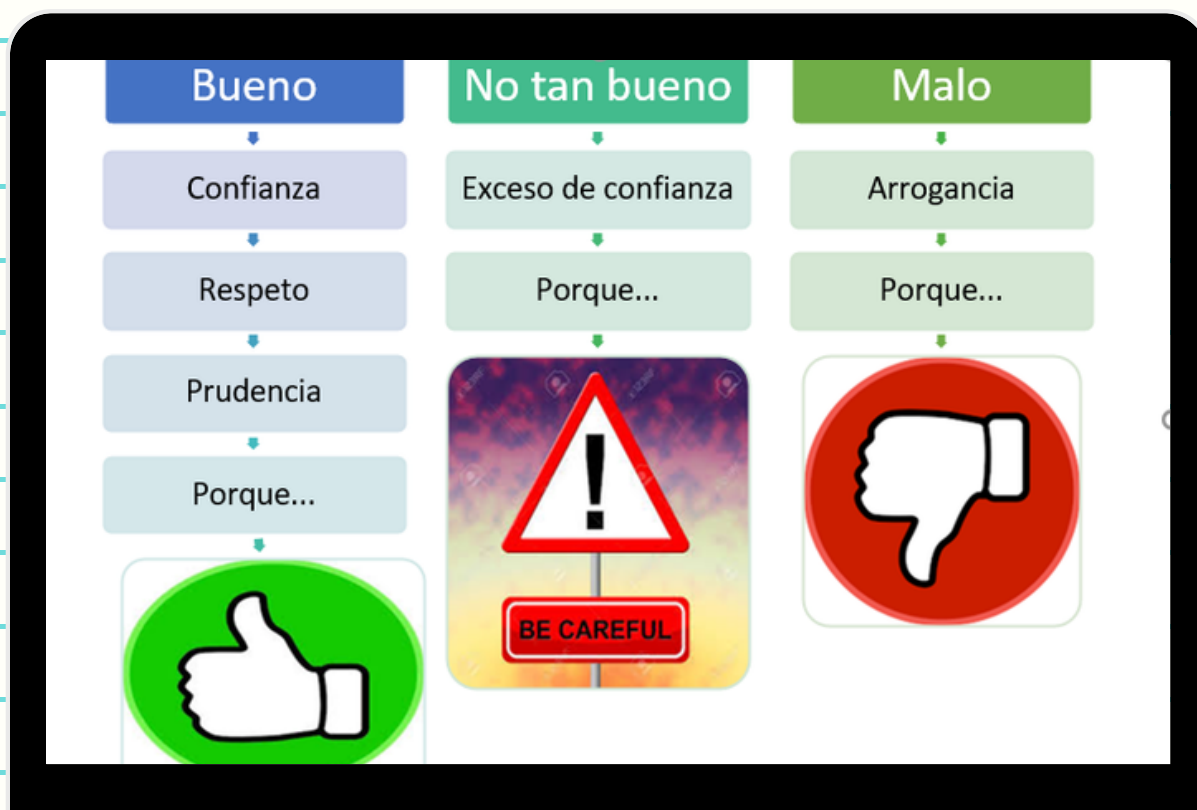 Bueno
Confianza
Respeto
Prudencia
Porque...
No tan bueno
Exceso de confianza
Porque...
BE CAREFUL
Malo
Arrogancia
Porque...